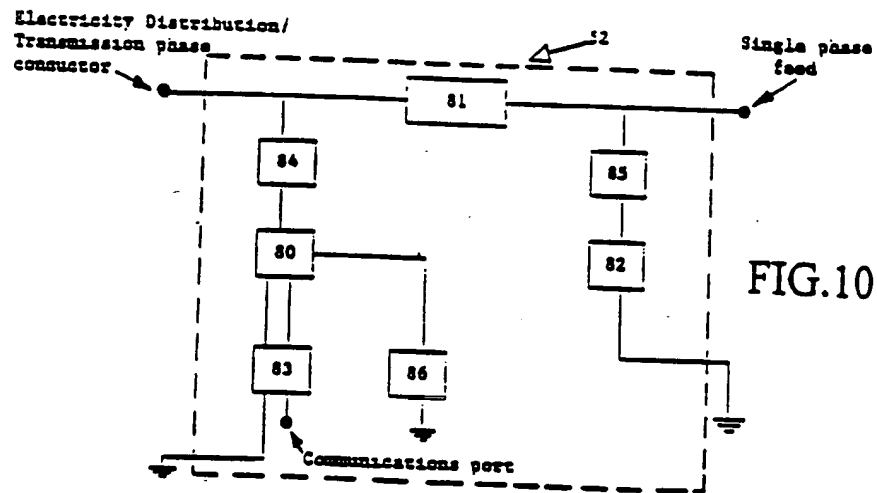 Electricity Distribution/
Transmission phase
conductor
52
Single phase
feed
81
84
85
80
82
FIG.10
83
86
Communications port